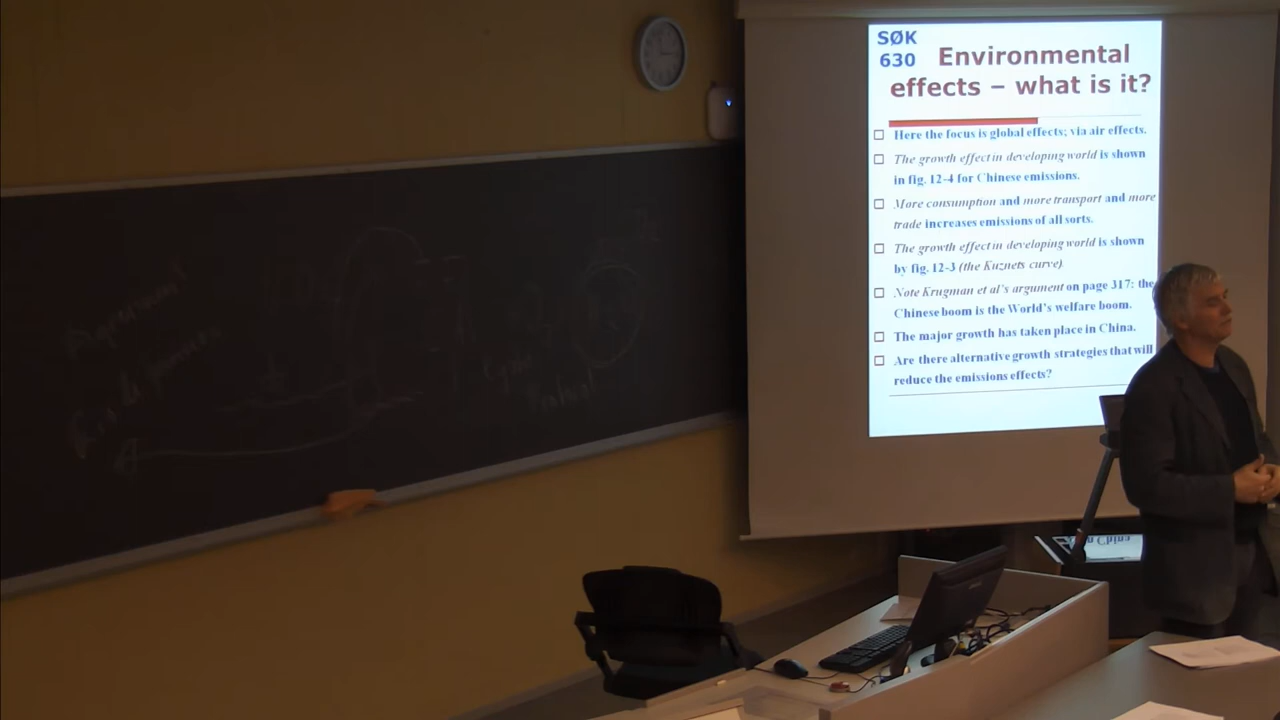 SØK
630
Environmental
effects – what is it?
Here the focus is global effects; via air effects.
The growth effect in developing world is shown
in fig. 12-4 for Chinese emissions.
More consumption and more transport and more
trade increases emissions of all sorts.
The growth effect in developing world is shown
by fig. 12-3 (the Kuznets curve).
Note Krugman et al's argument on page 317: the
Chinese boom is the World's welfare boom.
The major growth has taken place in China.
Are there alternative growth strategies that will
reduce the emissions effects?
China